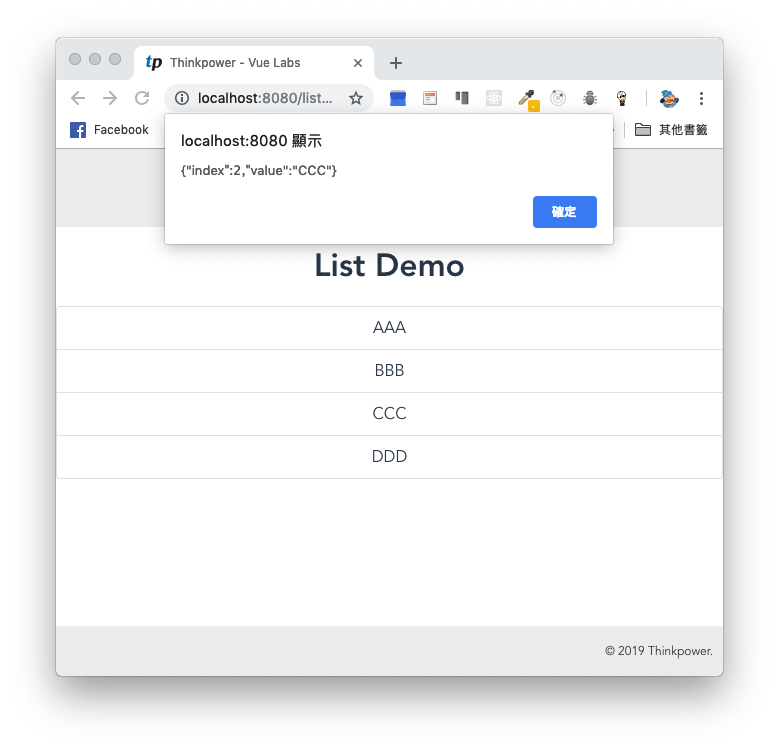 tp Thinkpower - Vue Labs
localhost:8080/list...
Facebook
其他書籤
localhost:8080 顯示
{"index":2,"value":"CCC"}
確定
List Demo
AAA
BBB
CCC
DDD
© 2019 Thinkpower.